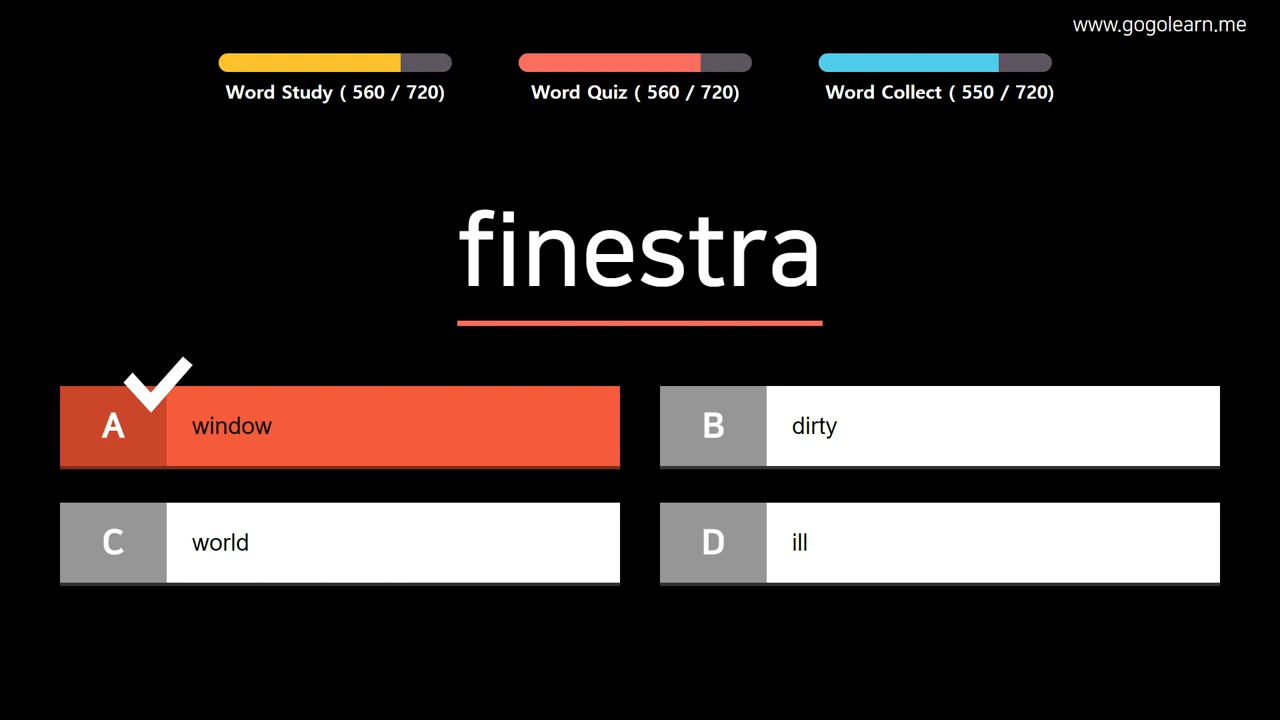 www.gogolearn.me
Word Study ( 560 / 720)
Word Quiz ( 560 / 720)
Word Collect ( 550 / 720)
finestra
A window
B dirty
C world
D ill